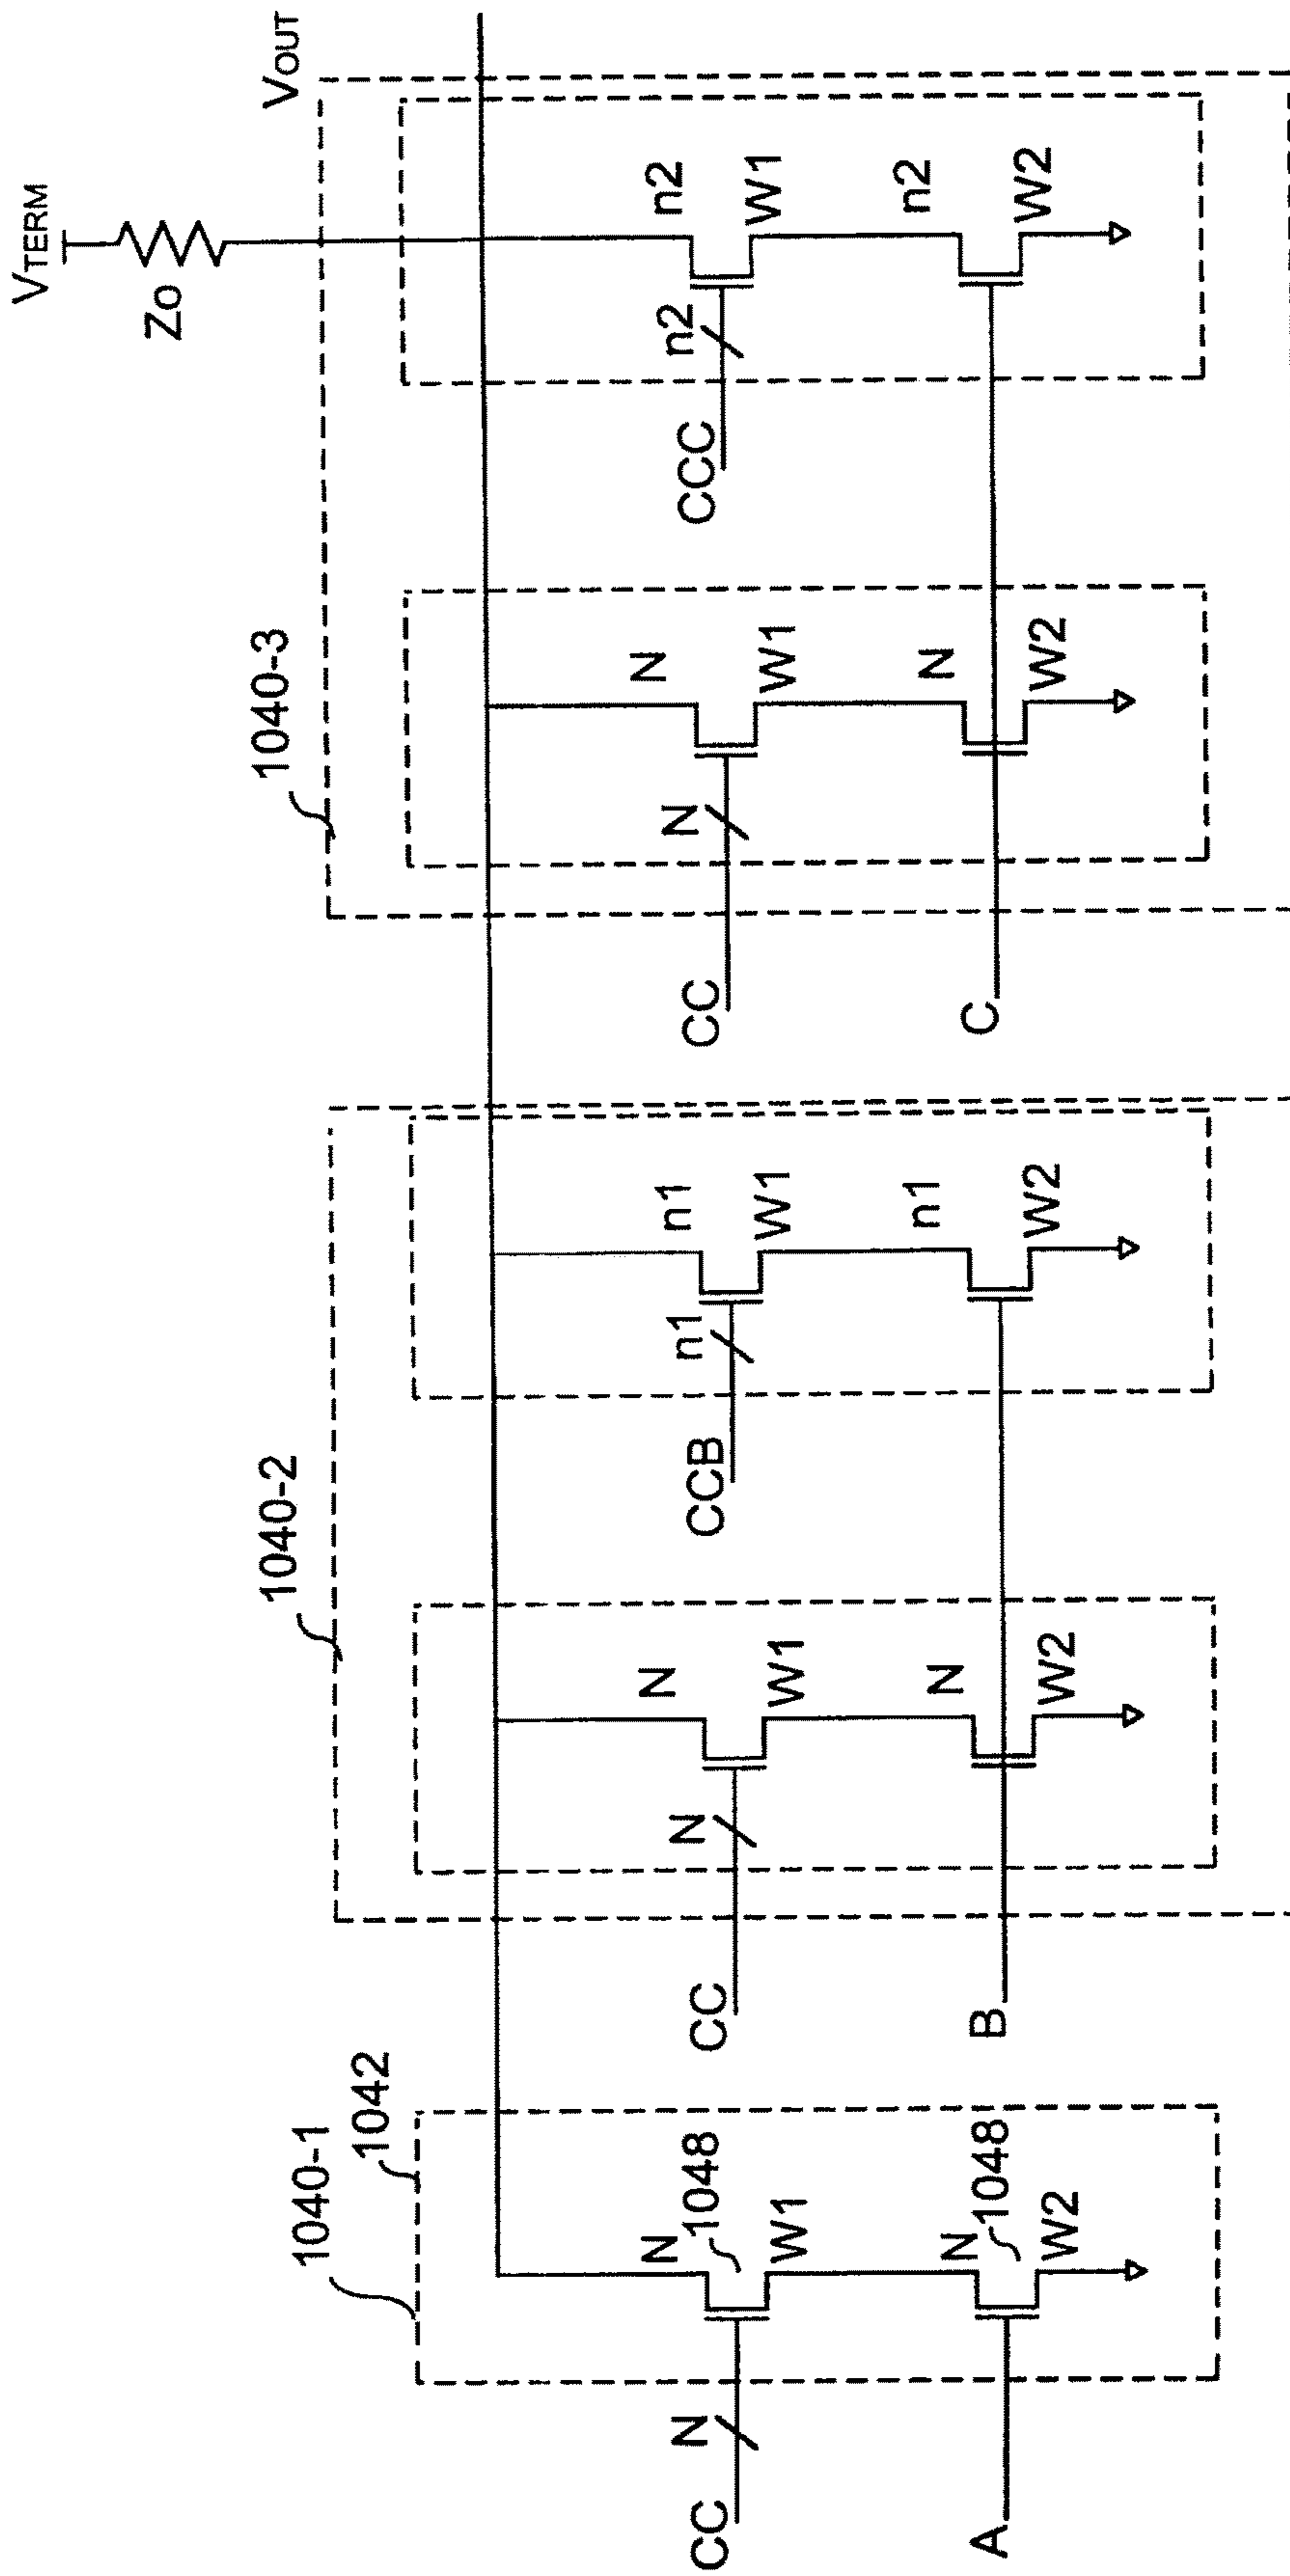 VTERM
Zo
VOUT
1040-1
1042
1040-2
1040-3
CC
N
N
1048
W1
A
N
1048
W2
CC
N
N
W1
B
N
W2
CCB
n1
n1
W1
n1
W2
CC
N
N
W1
C
N
W2
CCC
n2
n2
W1
n2
W2